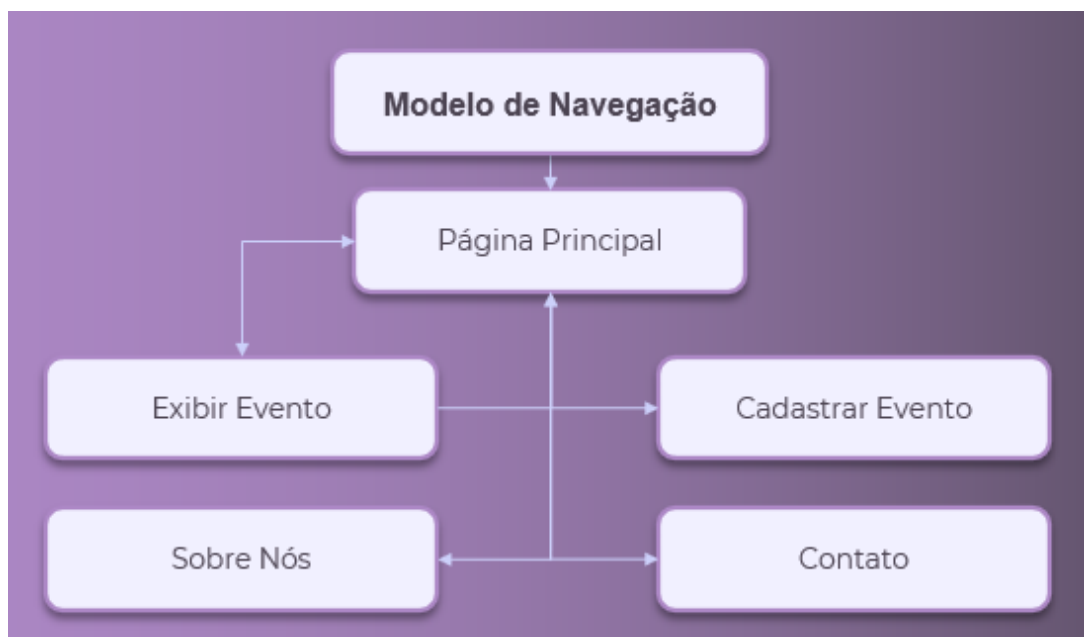 Modelo de Navegação
Página Principal
Exibir Evento
Cadastrar Evento
Sobre Nós
Contato